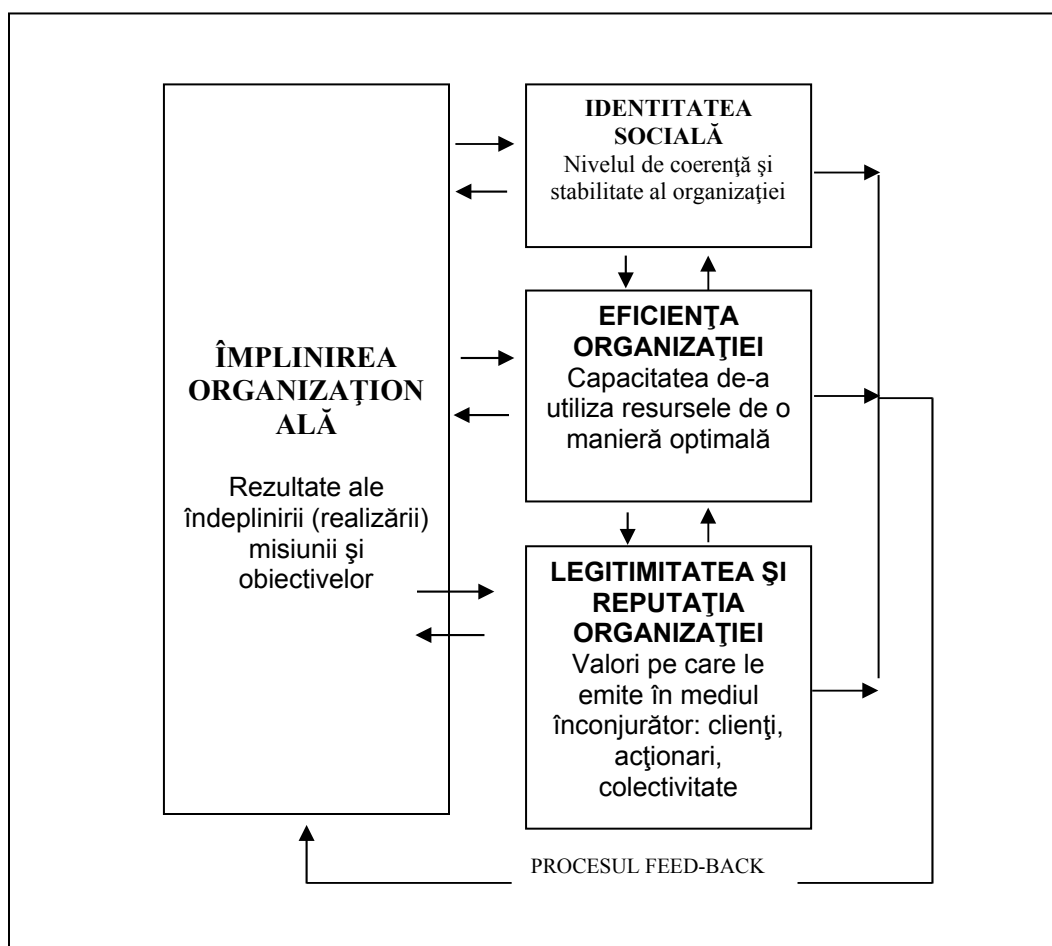 ÎMPLINIREA
ORGANIZAŢION
ALĂ
Rezultate ale
îndeplinirii (realizării)
misiunii şi
obiectivelor
IDENTITATEA
SOCIALĂ
Nivelul de coerenţă şi
stabilitate al organizaţiei
EFICIENŢA
ORGANIZAŢIEI
Capacitatea de-a
utiliza resursele de o
manieră optimală
LEGITIMITATEA ŞI
REPUTAŢIA
ORGANIZAŢIEI
Valori pe care le
emite în mediul
înconjurător: clienţi,
acţionari,
colectivitate
PROCESUL FEED-BACK